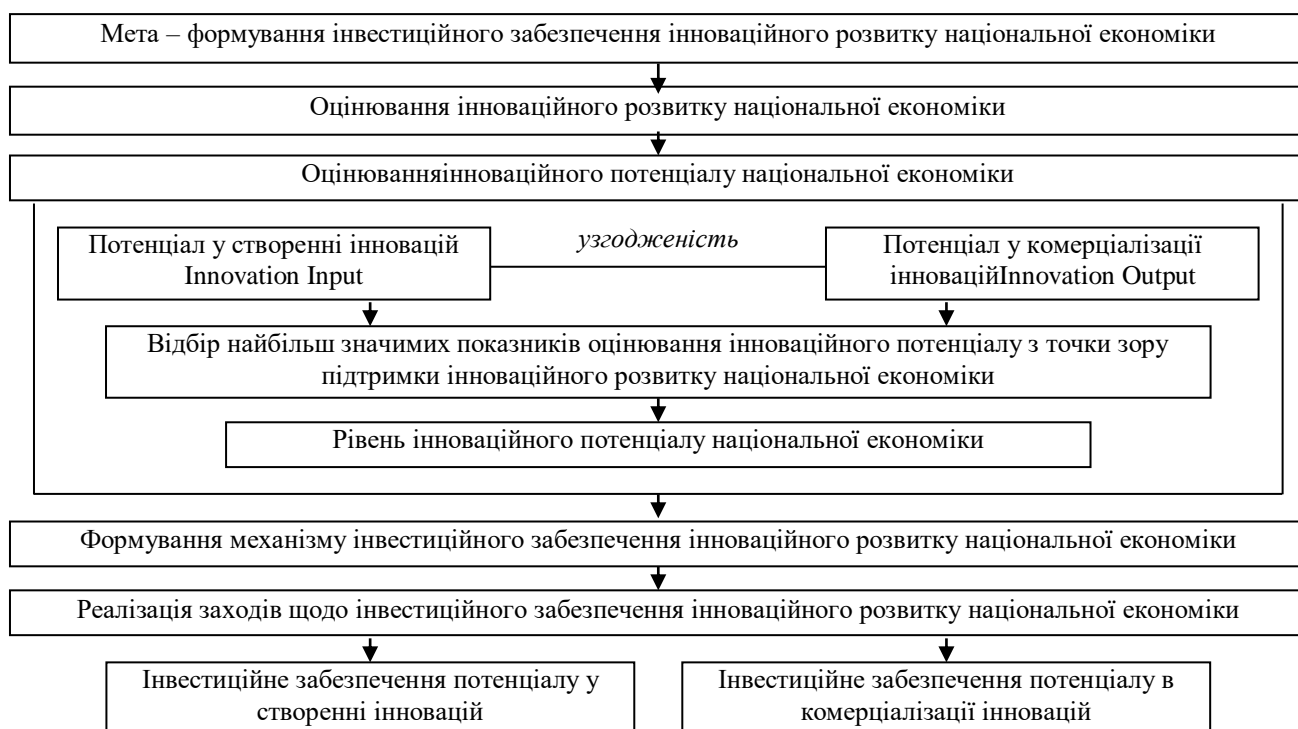 Мета – формування інвестиційного забезпечення інноваційного розвитку національної економіки
Оцінювання інноваційного розвитку національної економіки
Оцінюванняінноваційного потенціалу національної економіки
Потенціал у створенні інновацій
Innovation Input
узгодженість
Потенціал у комерціалізації
інноваційInnovation Output
Відбір найбільш значимих показників оцінювання інноваційного потенціалу з точки зору
підтримки інноваційного розвитку національної економіки
Рівень інноваційного потенціалу національної економіки
Формування механізму інвестиційного забезпечення інноваційного розвитку національної економіки
Реалізація заходів щодо інвестиційного забезпечення інноваційного розвитку національної економіки
Інвестиційне забезпечення потенціалу у
створенні інновацій
Інвестиційне забезпечення потенціалу в
комерціалізації інновацій